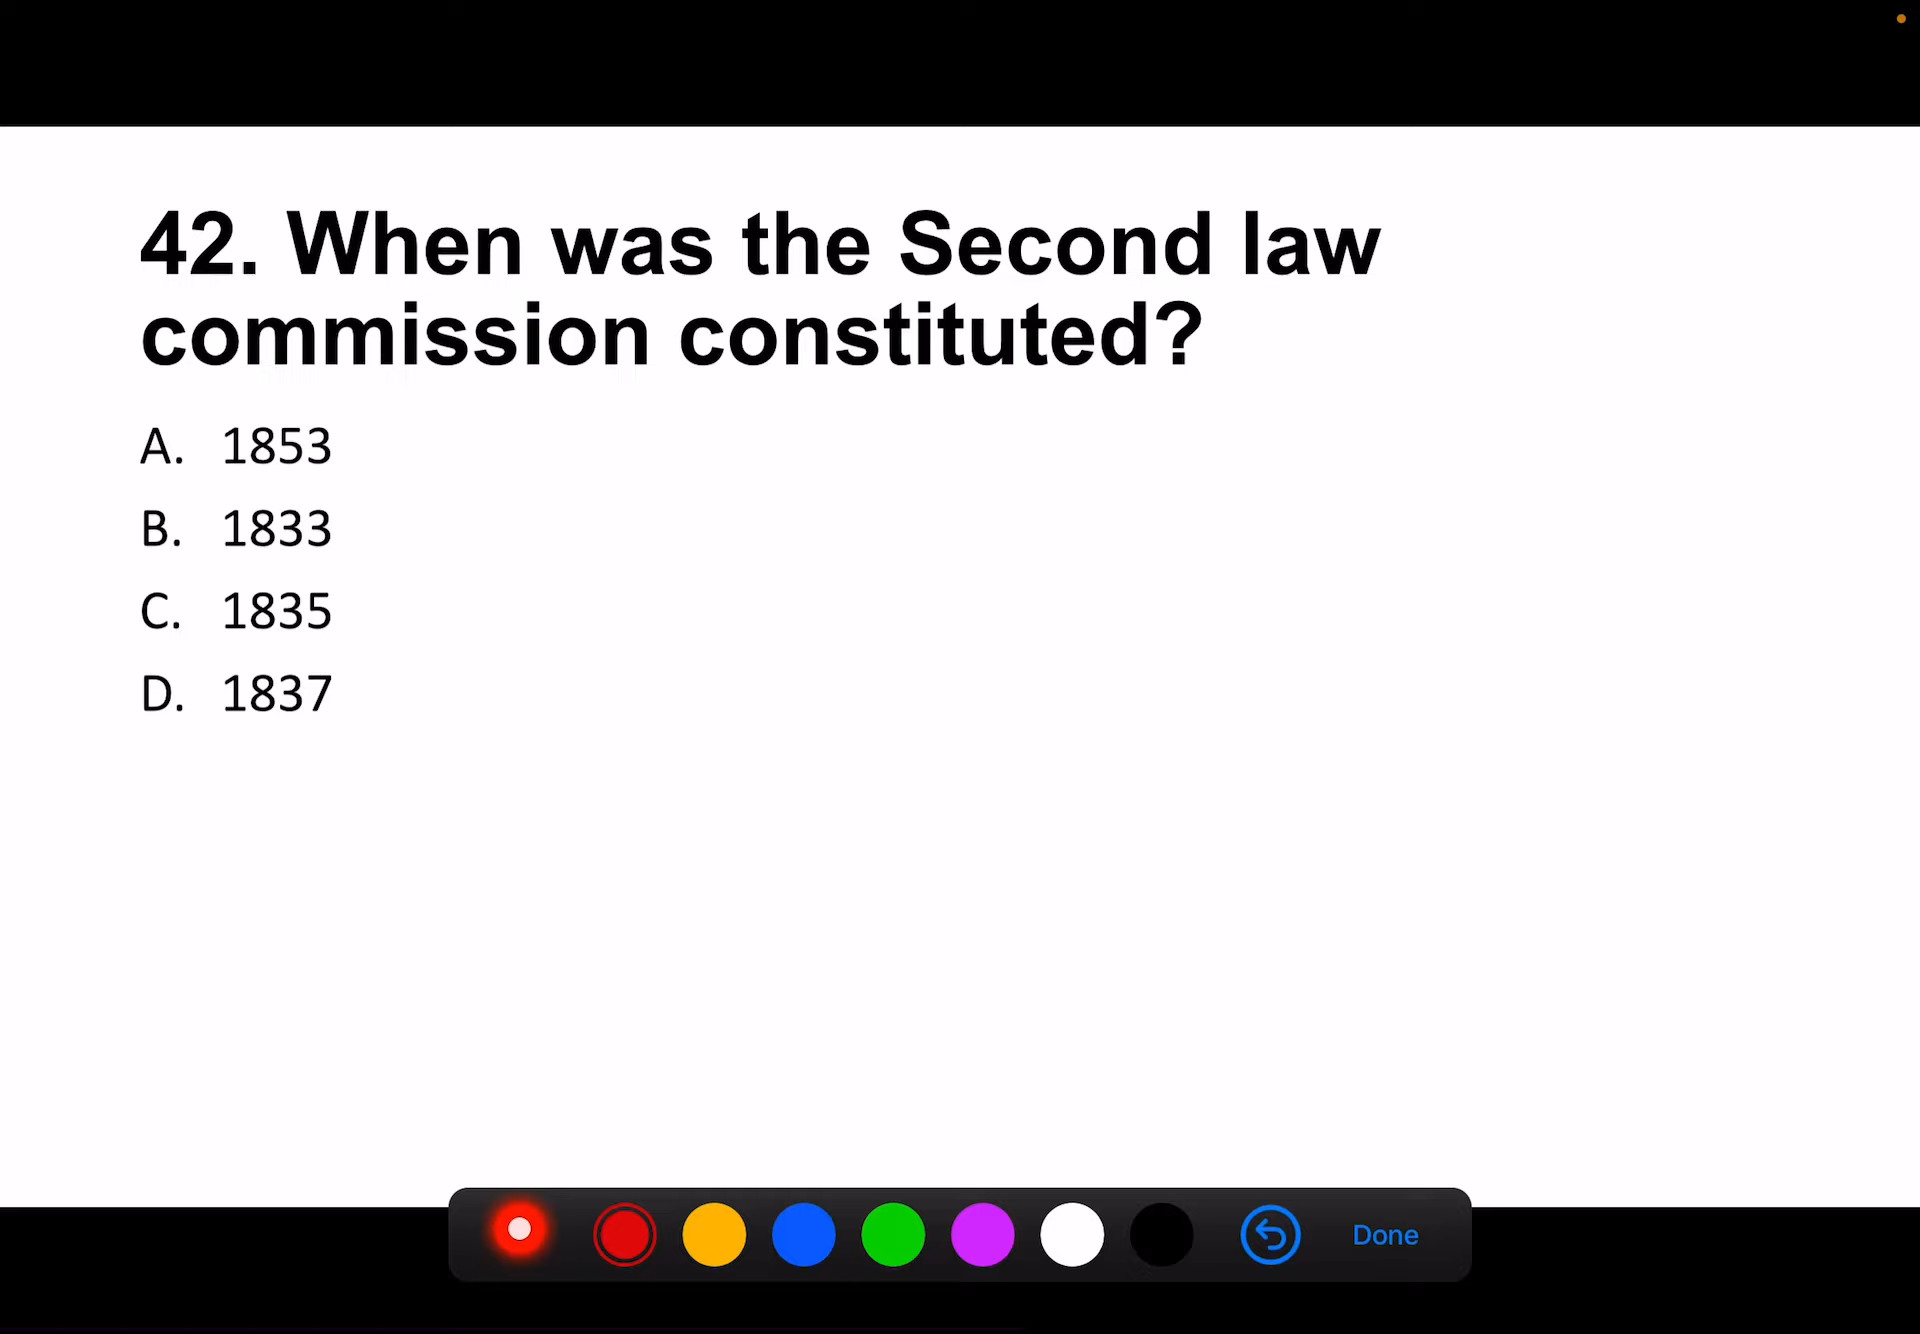 42. When was the Second law
commission constituted?
A. 1853
B. 1833
C. 1835
D. 1837
Done